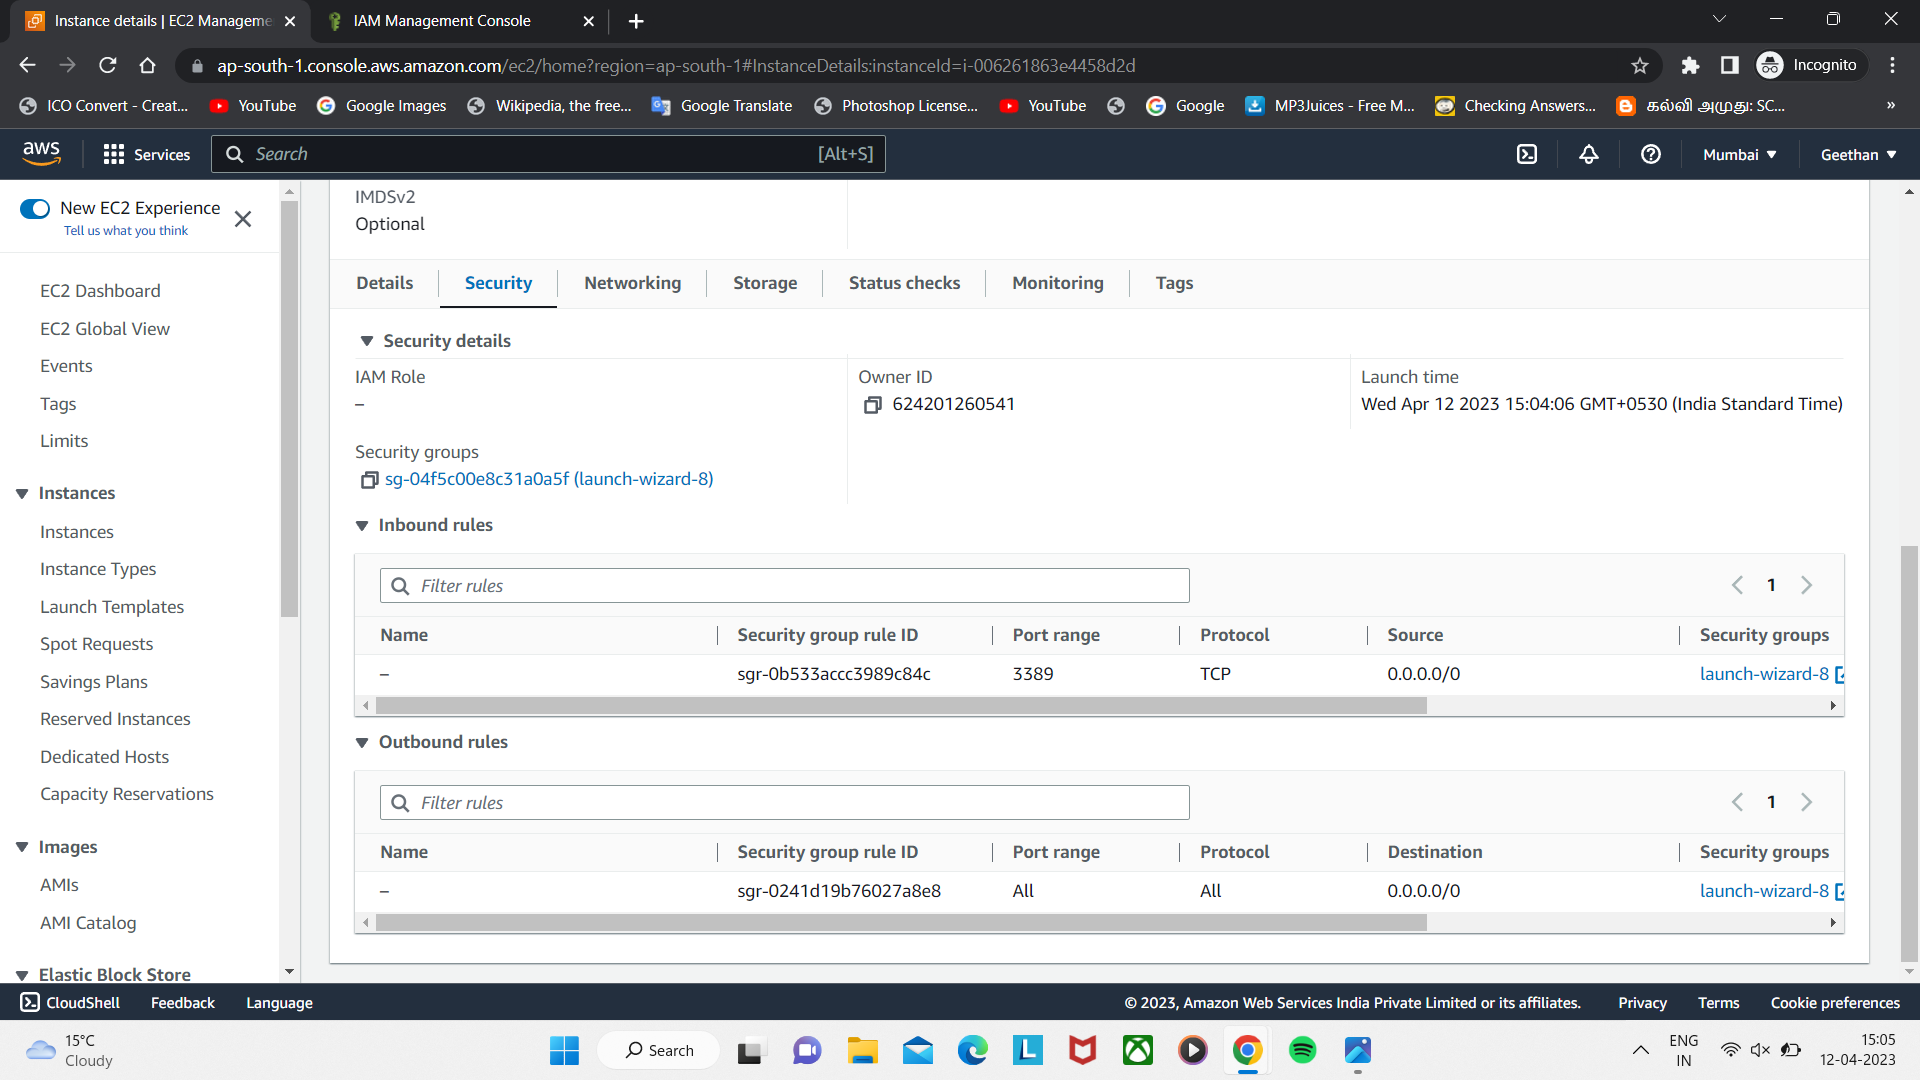 Instance details | EC2 Manageme
IAM Management Console
ap-south-1.console.aws.amazon.com/ec2/home?region=ap-south-1#InstanceDetails:instanceId=i-006261863e4458d2d
Incognito
ICO Convert - Creat...
YouTube
Google Images
Wikipedia, the free...
Google Translate
Photoshop License...
YouTube
Google
MP3Juices - Free M...
Checking Answers...
கல்வி அமுது: SC...
»
aws
Services
Search
[Alt+S]
Mumbai
Geethan
New EC2 Experience
Tell us what you think
EC2 Dashboard
EC2 Global View
Events
Tags
Limits
Instances
Instances
Instance Types
Launch Templates
Spot Requests
Savings Plans
Reserved Instances
Dedicated Hosts
Capacity Reservations
Images
AMIs
AMI Catalog
Elastic Block Store
IMDSv2
Optional
Details
Security
Networking
Storage
Status checks
Monitoring
Tags
Security details
IAM Role
–
Owner ID
624201260541
Launch time
Wed Apr 12 2023 15:04:06 GMT+0530 (India Standard Time)
Security groups
sg-04f5c00e8c31a0a5f (launch-wizard-8)
Inbound rules
Filter rules
1
Name Security group rule ID Port range Protocol Source Security groups
– sgr-0b533accc3989c84c 3389 TCP 0.0.0.0/0 launch-wizard-8
Outbound rules
Filter rules
1
Name Security group rule ID Port range Protocol Destination Security groups
– sgr-0241d19b76027a8e8 All All 0.0.0.0/0 launch-wizard-8
CloudShell
Feedback
Language
© 2023, Amazon Web Services India Private Limited or its affiliates.
Privacy
Terms
Cookie preferences
15°C
Cloudy
Search
L
ENG
IN
15:05
12-04-2023